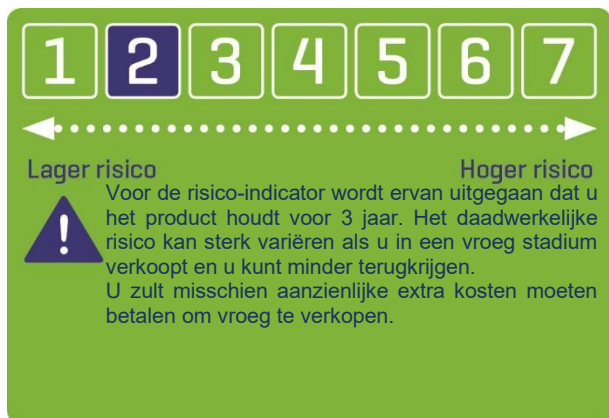 1 2 3 4 5 6 7
Lager risico Hoger risico
Voor de risico-indicator wordt ervan uitgegaan dat u
het product houdt voor 3 jaar. Het daadwerkelijke
risico kan sterk variëren als u in een vroeg stadium
verkoopt en u kunt minder terugkrijgen.
U zult misschien aanzienlijke extra kosten moeten
betalen om vroeg te verkopen.